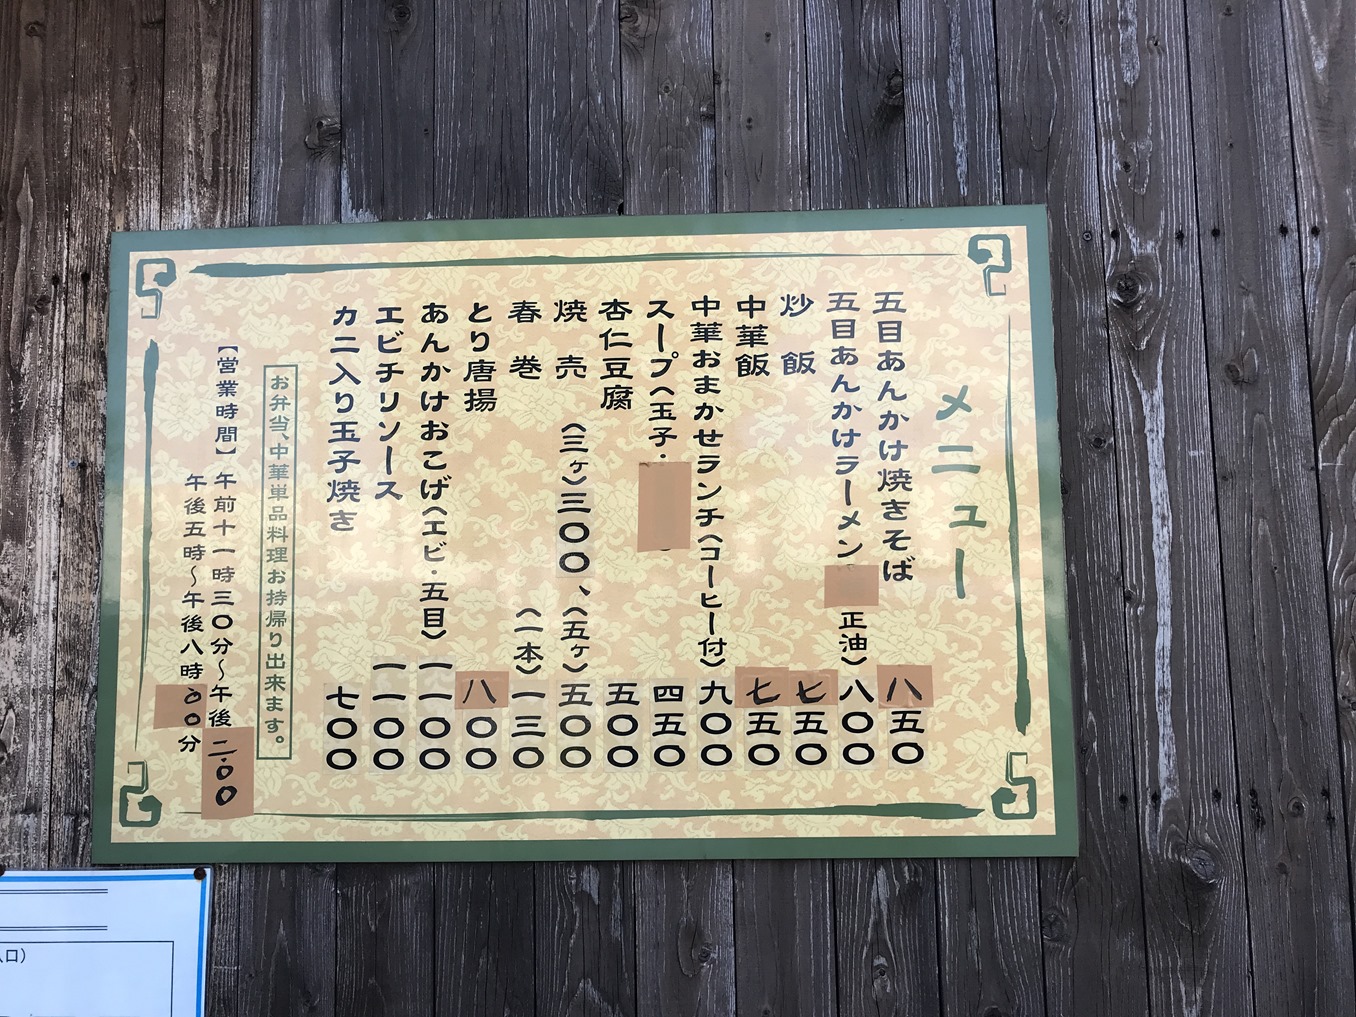 メニュー
五目あんかけ焼きそば 八五〇
五目あんかけラーメン 正油) 八〇〇
炒飯 七五〇
中華飯 七五〇
中華おまかせランチ(コーヒー付) 九〇〇
スープ(玉子・ 四五〇
杏仁豆腐 五〇〇
焼売 (三ヶ)三〇〇、(五ヶ) 五〇〇
春巻 (一本) 一三〇
とり唐揚 八〇〇
あんかけおこげ(エビ・五目) 一一〇〇
エビチリソース 一一〇〇
カニ入り玉子焼き 七〇〇
お弁当、中華単品料理お持帰り出来ます。
【営業時間】午前十一時三〇分〜午後二:〇〇
午後五時〜午後八時〇〇分
口)